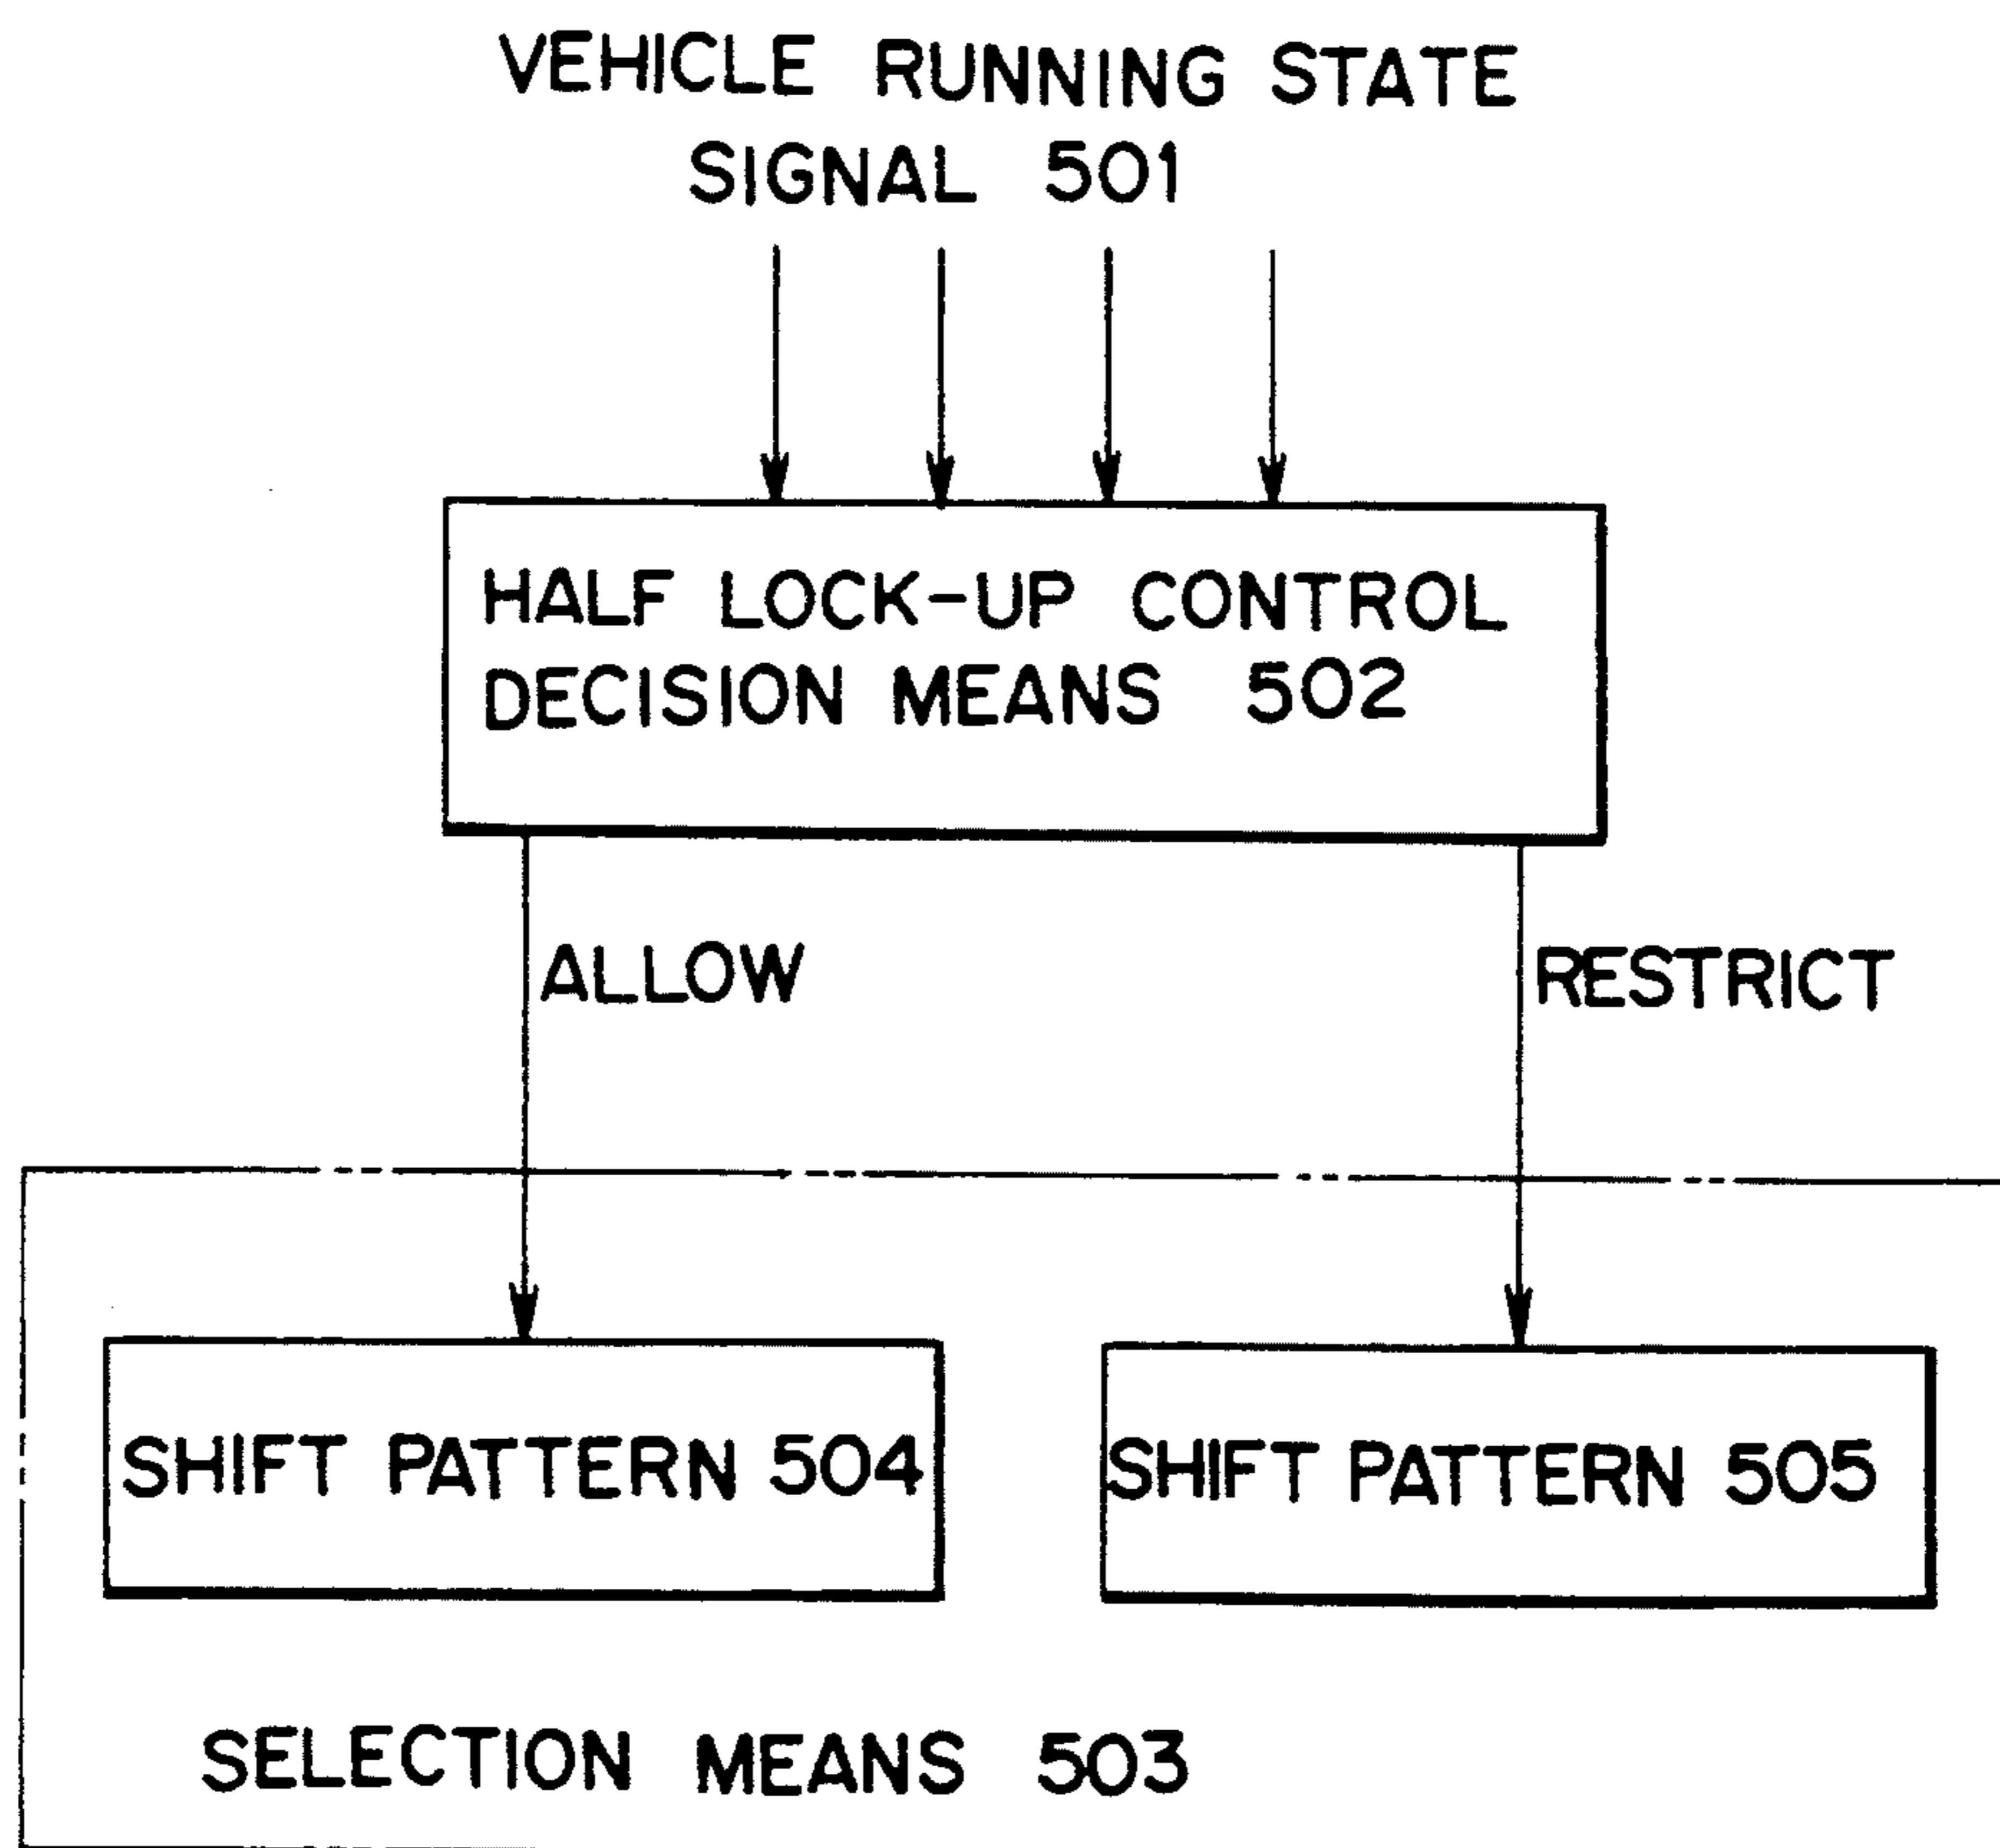 VEHICLE RUNNING STATE
SIGNAL 501
HALF LOCK-UP CONTROL
DECISION MEANS 502
ALLOW
RESTRICT
SHIFT PATTERN 504
SHIFT PATTERN 505
SELECTION MEANS 503